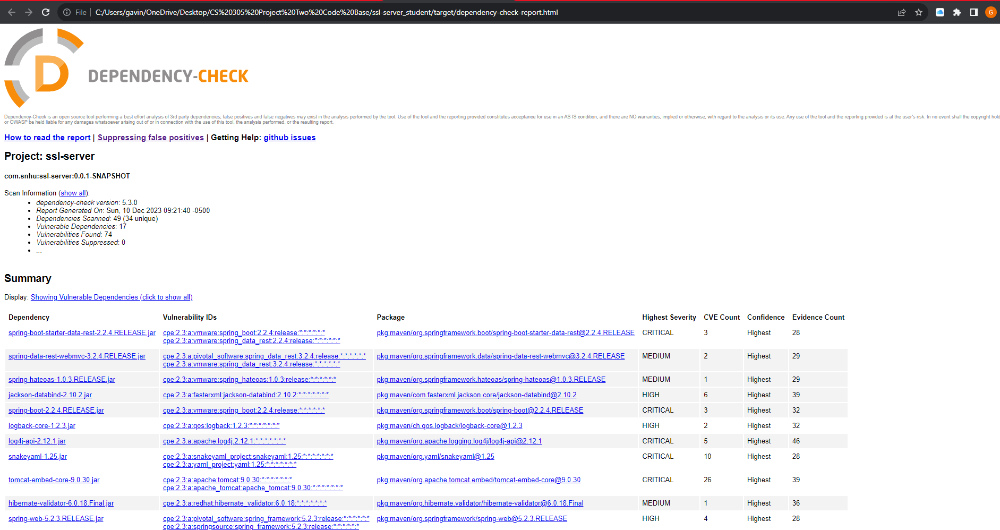 File
C:/Users/gavin/OneDrive/Desktop/CS%20305%20Project%20Two%20Code%20Base/ssl-server_student/target/dependency-check-report.html
G
D
DEPENDENCY-CHECK
Dependency-Check is an open source tool performing a best effort analysis of 3rd party dependencies; false positives and false negatives may exist in the analysis performed by the tool. Use of the tool and the reporting provided constitutes acceptance for use in an AS IS condition, and there are NO warranties, implied or otherwise, with regard to the analysis or its use. Any use of the tool and the reporting provided is at the user's risk. In no event shall the copyright hold
or OWASP be held liable for any damages whatsoever arising out of or in connection with the use of this tool, the analysis performed, or the resulting report.
How to read the report | Suppressing false positives | Getting Help: github issues
Project: ssl-server
com.snhu:ssl-server:0.0.1-SNAPSHOT
Scan Information (show all):
• dependency-check version: 5.3.0
• Report Generated On: Sun, 10 Dec 2023 09:21:40 -0500
• Dependencies Scanned: 49 (34 unique)
• Vulnerable Dependencies: 17
• Vulnerabilities Found: 74
• Vulnerabilities Suppressed: 0
• ...
Summary
Display: Showing Vulnerable Dependencies (click to show all)
Dependency Vulnerability IDs Package Highest Severity CVE Count Confidence Evidence Count
spring-boot-starter-data-rest-2.2.4.RELEASE.jar cpe:2.3:a:vmware:spring_boot:2.2.4:release:*:*:*:*:*:* pkg:maven/org.springframework.boot/spring-boot-starter-data-rest@2.2.4.RELEASE CRITICAL 3 Highest 28
cpe:2.3:a:vmware:spring_data_rest:2.2.4:release:*:*:*:*:*:*
spring-data-rest-webmvc-3.2.4.RELEASE.jar cpe:2.3:a:pivotal_software:spring_data_rest:3.2.4:release:*:*:*:*:*:* pkg:maven/org.springframework.data/spring-data-rest-webmvc@3.2.4.RELEASE MEDIUM 2 Highest 29
cpe:2.3:a:vmware:spring_data_rest:3.2.4:release:*:*:*:*:*:*
spring-hateoas-1.0.3.RELEASE.jar cpe:2.3:a:vmware:spring_hateoas:1.0.3:release:*:*:*:*:*:* pkg:maven/org.springframework.hateoas/spring-hateoas@1.0.3.RELEASE MEDIUM 1 Highest 29
jackson-databind-2.10.2.jar cpe:2.3:a:fasterxml:jackson-databind:2.10.2:*:*:*:*:*:*:* pkg:maven/com.fasterxml.jackson.core/jackson-databind@2.10.2 HIGH 6 Highest 39
spring-boot-2.2.4.RELEASE.jar cpe:2.3:a:vmware:spring_boot:2.2.4:release:*:*:*:*:*:* pkg:maven/org.springframework.boot/spring-boot@2.2.4.RELEASE CRITICAL 3 Highest 32
logback-core-1.2.3.jar cpe:2.3:a:qos:logback:1.2.3:*:*:*:*:*:*:* pkg:maven/ch.qos.logback/logback-core@1.2.3 HIGH 2 Highest 32
log4j-api-2.12.1.jar cpe:2.3:a:apache:log4j:2.12.1:*:*:*:*:*:*:* pkg:maven/org.apache.logging.log4j/log4j-api@2.12.1 CRITICAL 5 Highest 46
snakeyaml-1.25.jar cpe:2.3:a:snakeyaml_project:snakeyaml:1.25:*:*:*:*:*:*:* pkg:maven/org.yaml/snakeyaml@1.25 CRITICAL 10 Highest 28
cpe:2.3:a:yaml_project:yaml:1.25:*:*:*:*:*:*:*
tomcat-embed-core-9.0.30.jar cpe:2.3:a:apache:tomcat:9.0.30:*:*:*:*:*:*:* pkg:maven/org.apache.tomcat.embed/tomcat-embed-core@9.0.30 CRITICAL 26 Highest 39
cpe:2.3:a:apache_tomcat:apache_tomcat:9.0.30:*:*:*:*:*:*:*
hibernate-validator-6.0.18.Final.jar cpe:2.3:a:redhat:hibernate_validator:6.0.18:*:*:*:*:*:*:* pkg:maven/org.hibernate.validator/hibernate-validator@6.0.18.Final MEDIUM 1 Highest 36
spring-web-5.2.3.RELEASE.jar cpe:2.3:a:pivotal_software:spring_framework:5.2.3:release:*:*:*:*:*:* pkg:maven/org.springframework/spring-web@5.2.3.RELEASE HIGH 4 Highest 28
cpe:2.3:a:springsource:spring_framework:5.2.3:release:*:*:*:*:*:*